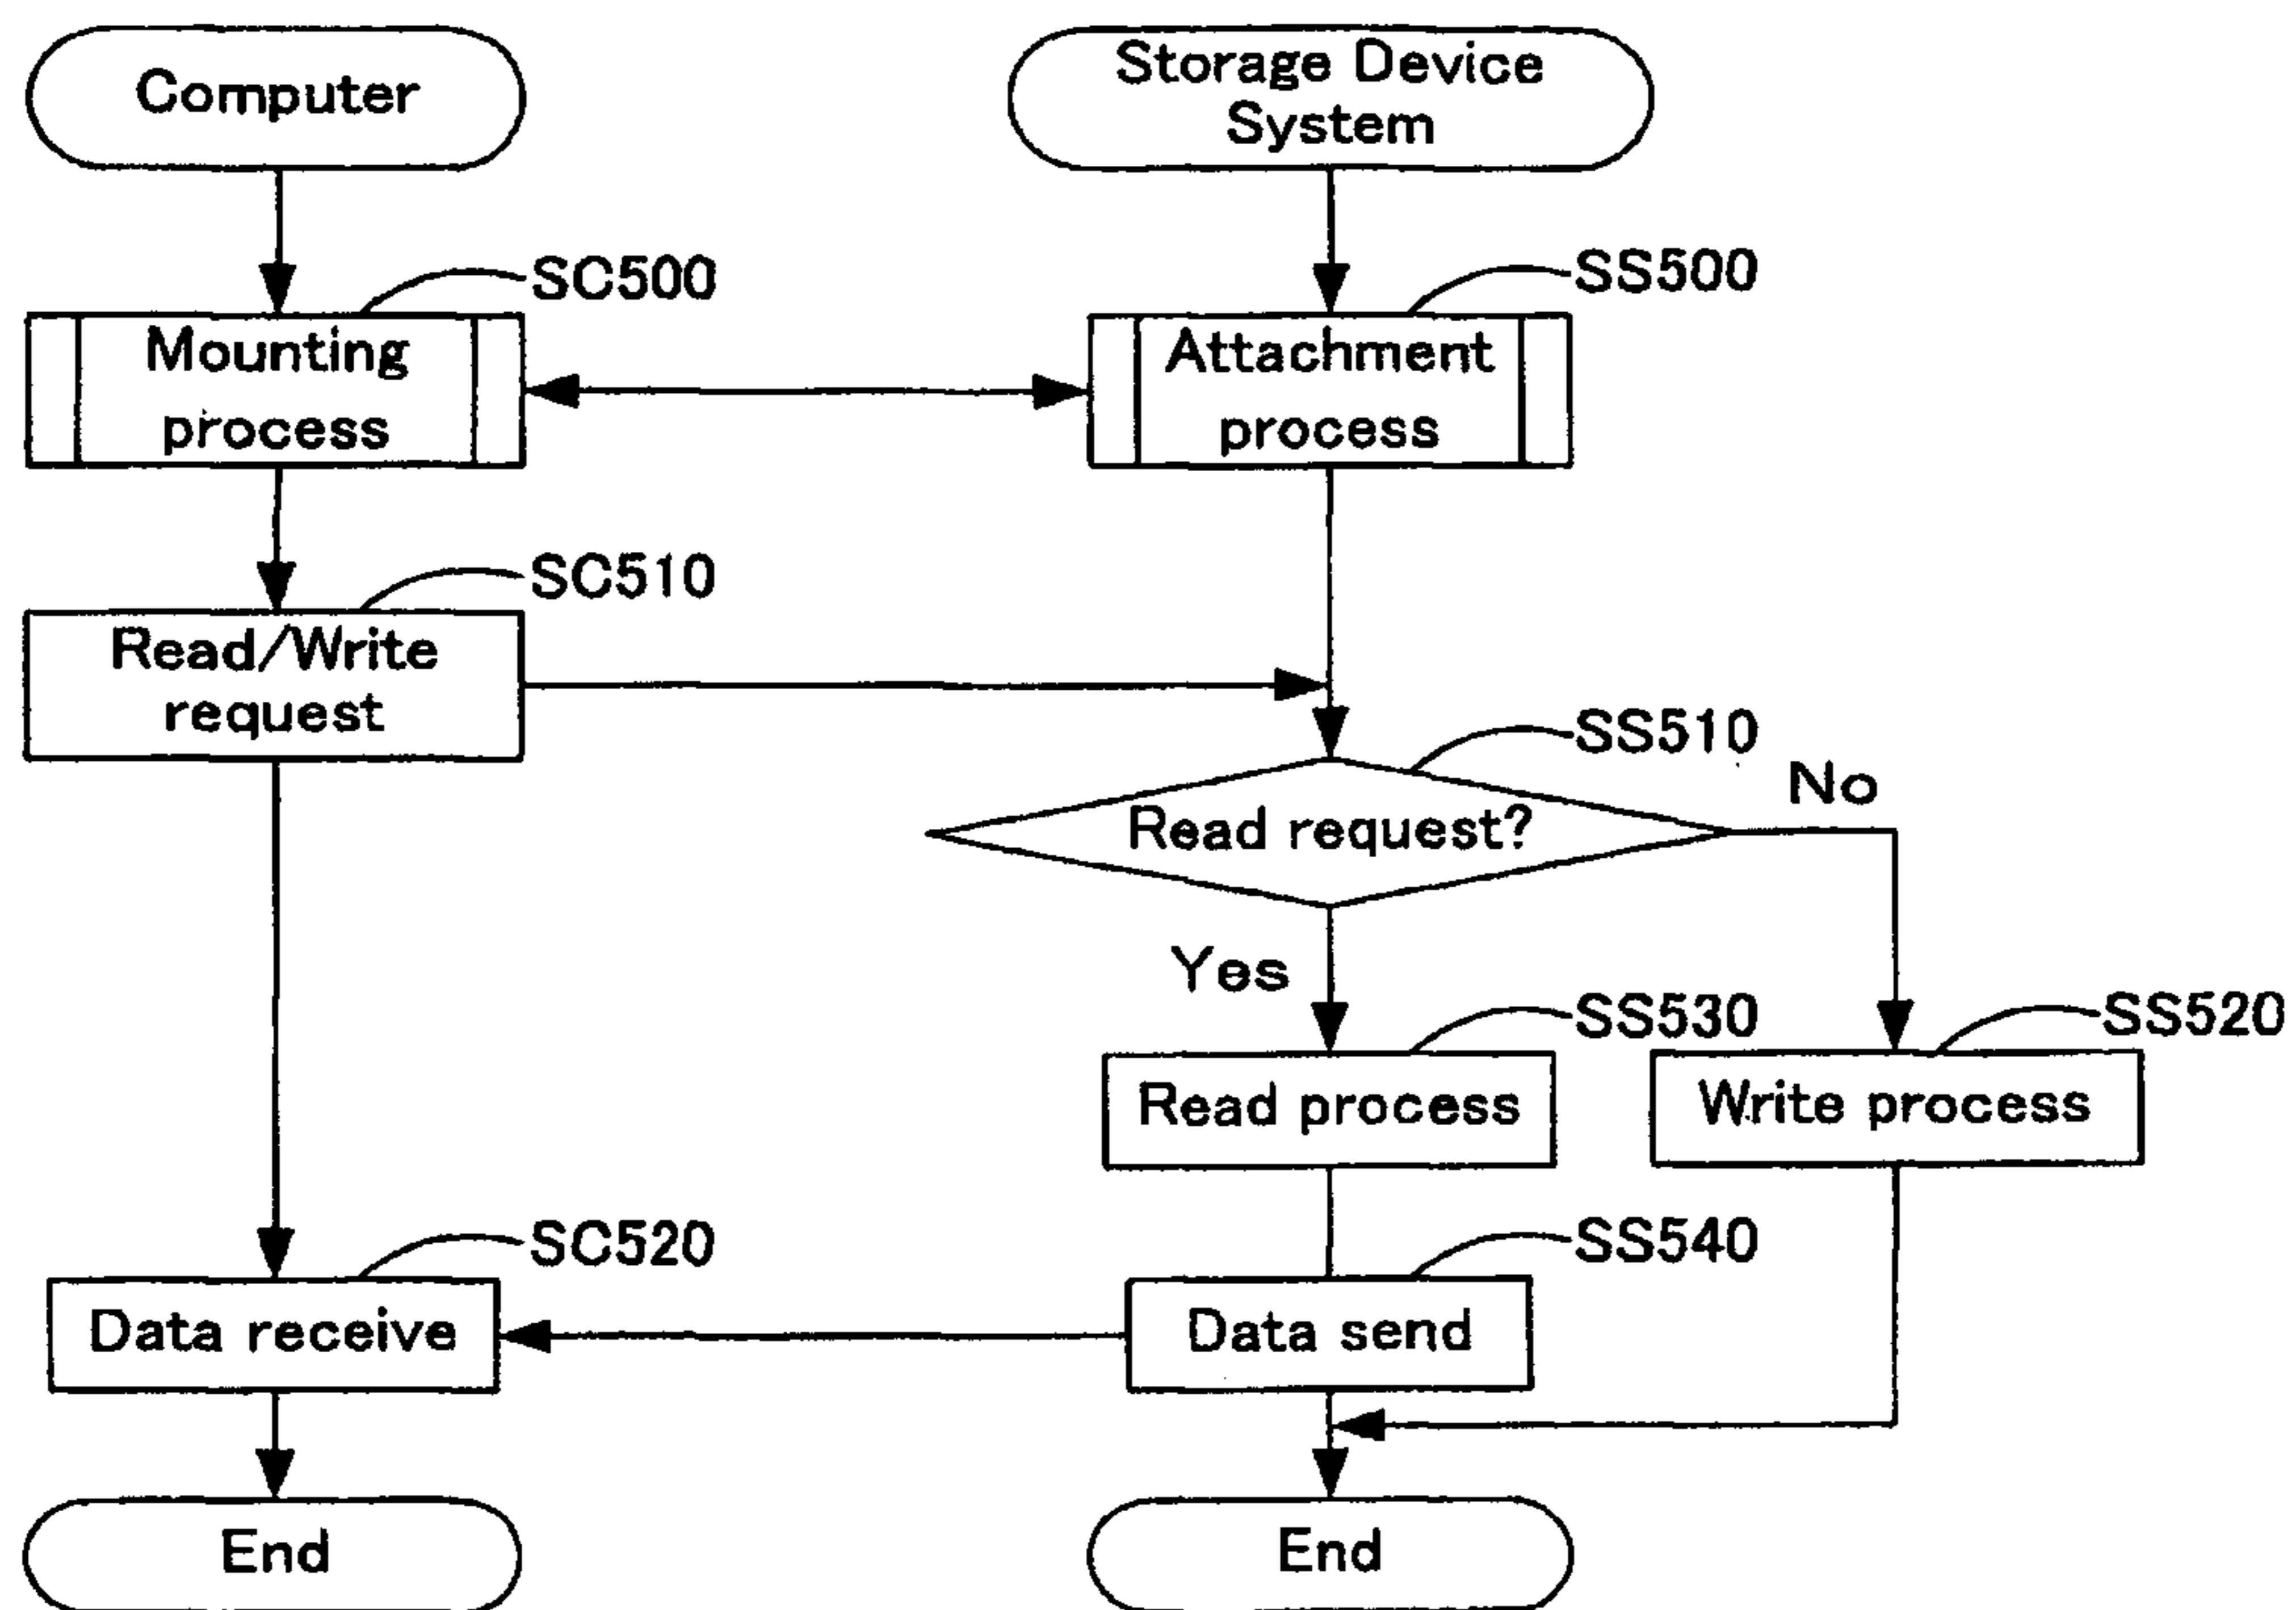 Computer
Storage Device
System
SC500
SS500
Mounting
process
Attachment
process
SC510
Read/Write
request
SS510
No
Read request?
Yes
SS530
SS520
Read process
Write process
SC520
SS540
Data receive
Data send
End
End